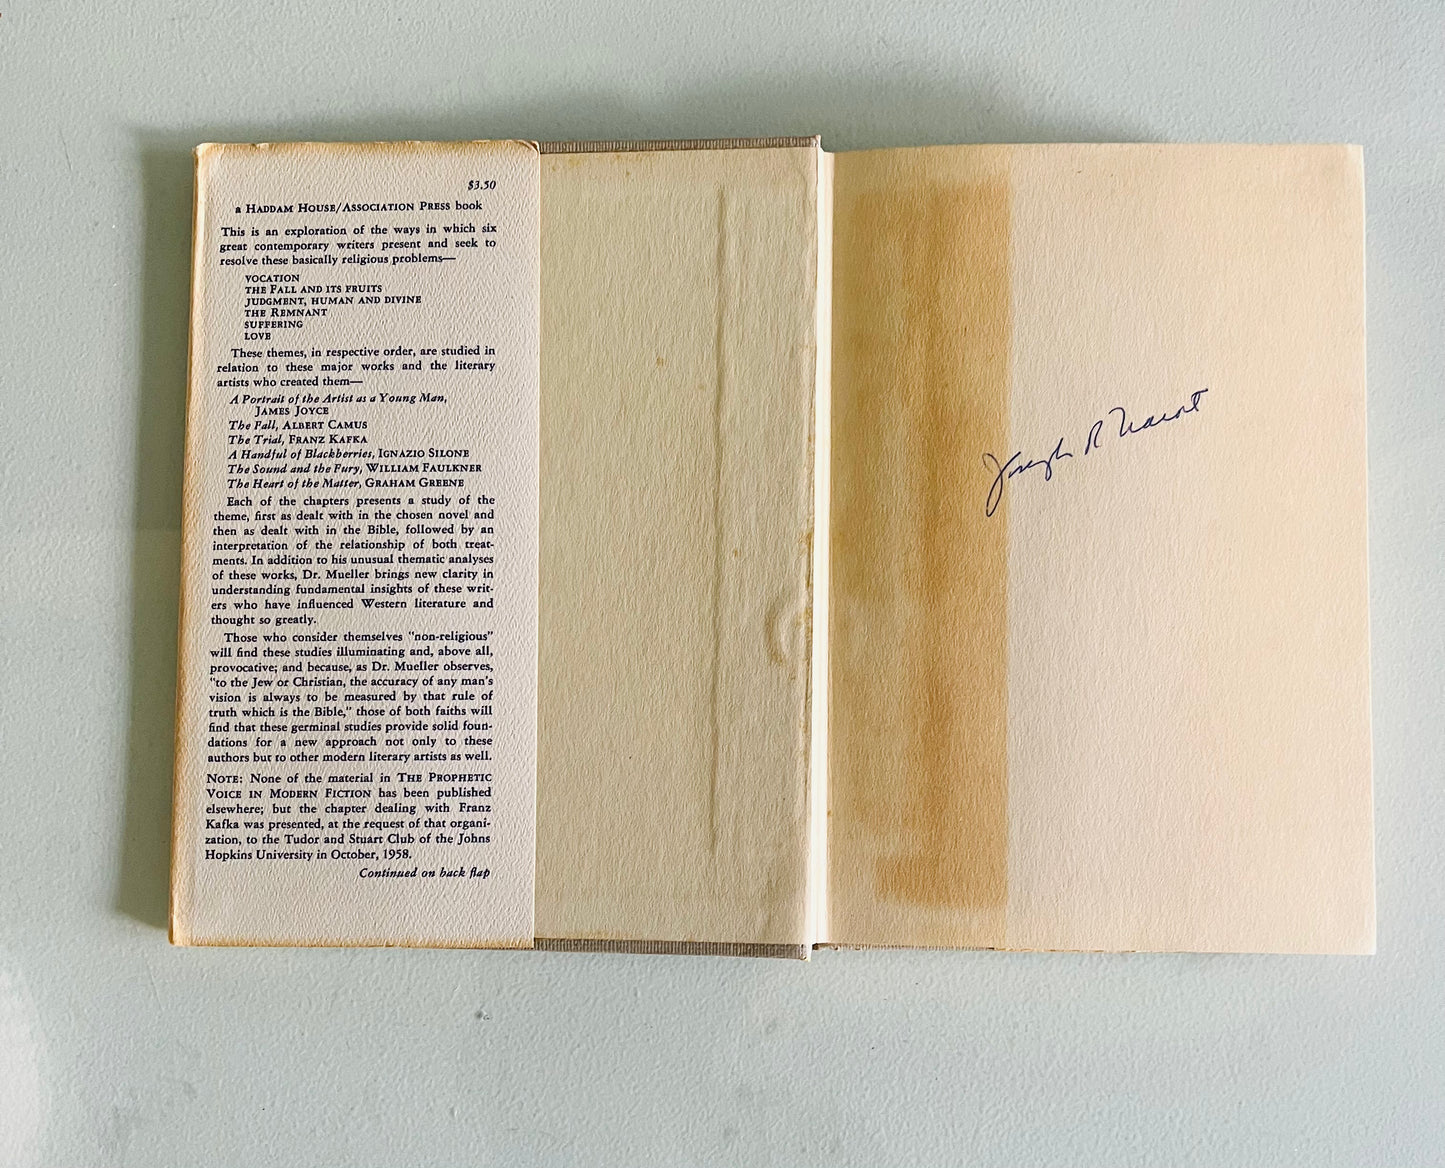 $3.50
a HADDAM HOUSE/ASSOCIATION PRESS book
This is an exploration of the ways in which six
great contemporary writers present and seek to
resolve these basically religious problems—
VOCATION
THE FALL AND ITS FRUITS
JUDGMENT, HUMAN AND DIVINE
THE REMNANT
SUFFERING
LOVE
These themes, in respective order, are studied in
relation to these major works and the literary
artists who created them—
A Portrait of the Artist as a Young Man,
JAMES JOYCE
The Fall, ALBERT CAMUS
The Trial, FRANZ KAFKA
A Handful of Blackberries, IGNAZIO SILONE
The Sound and the Fury, WILLIAM FAULKNER
The Heart of the Matter, GRAHAM GREENE
Each of the chapters presents a study of the
theme, first as dealt with in the chosen novel and
then as dealt with in the Bible, followed by an
interpretation of the relationship of both treat-
ments. In addition to his unusual thematic analyses
of these works, Dr. Mueller brings new clarity in
understanding fundamental insights of these writ-
ers who have influenced Western literature and
thought so greatly.
Those who consider themselves "non-religious"
will find these studies illuminating and, above all,
provocative; and because, as Dr. Mueller observes,
"to the Jew or Christian, the accuracy of any man's
vision is always to be measured by that rule of
truth which is the Bible," those of both faiths will
find that these germinal studies provide solid foun-
dations for a new approach not only to these
authors but to other modern literary artists as well.
NOTE: None of the material in THE PROPHETIC
VOICE IN MODERN FICTION has been published
elsewhere; but the chapter dealing with Franz
Kafka was presented, at the request of that organi-
zation, to the Tudor and Stuart Club of the Johns
Hopkins University in October, 1958.
Continued on back flap
Joseph R